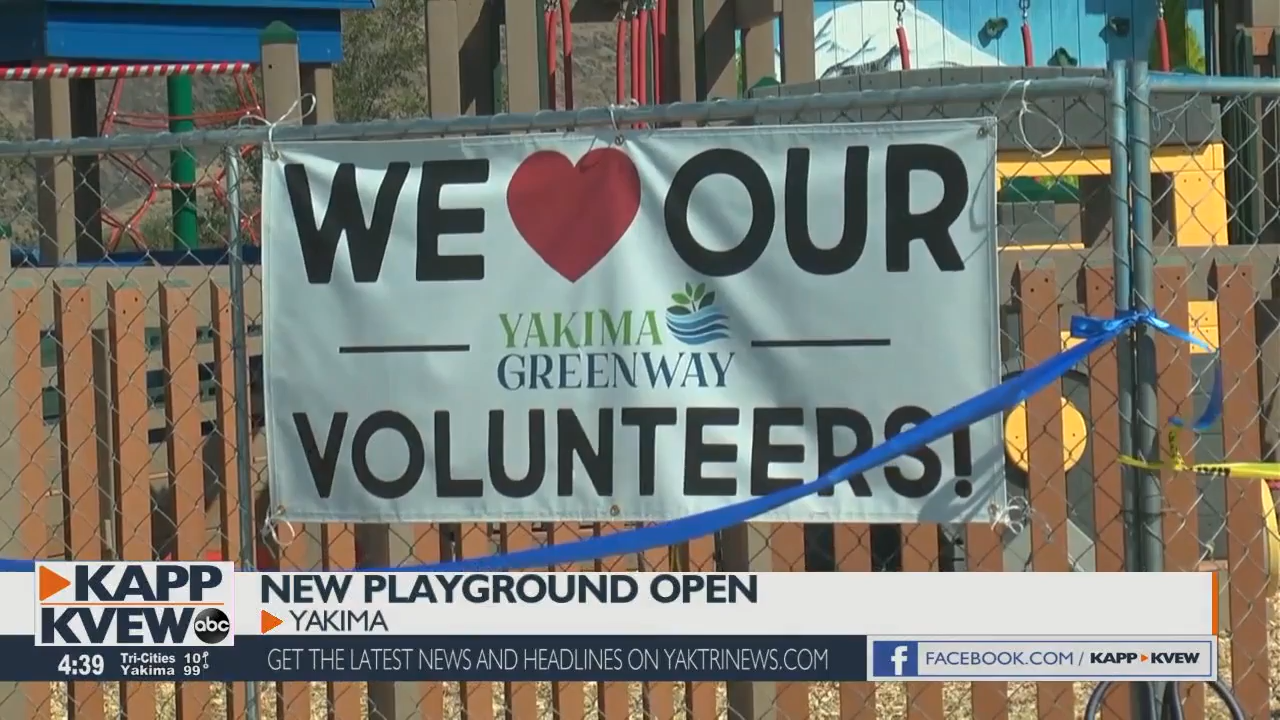 WE OUR
YAKIMA
GREENWAY
VOLUNTEERS!
KAPP
KVEW abc
NEW PLAYGROUND OPEN
YAKIMA
4:39
Tri-Cities
Yakima 99°
GET THE LATEST NEWS AND HEADLINES ON YAKTRINEWS.COM
f FACEBOOK.COM / KAPP KVEW